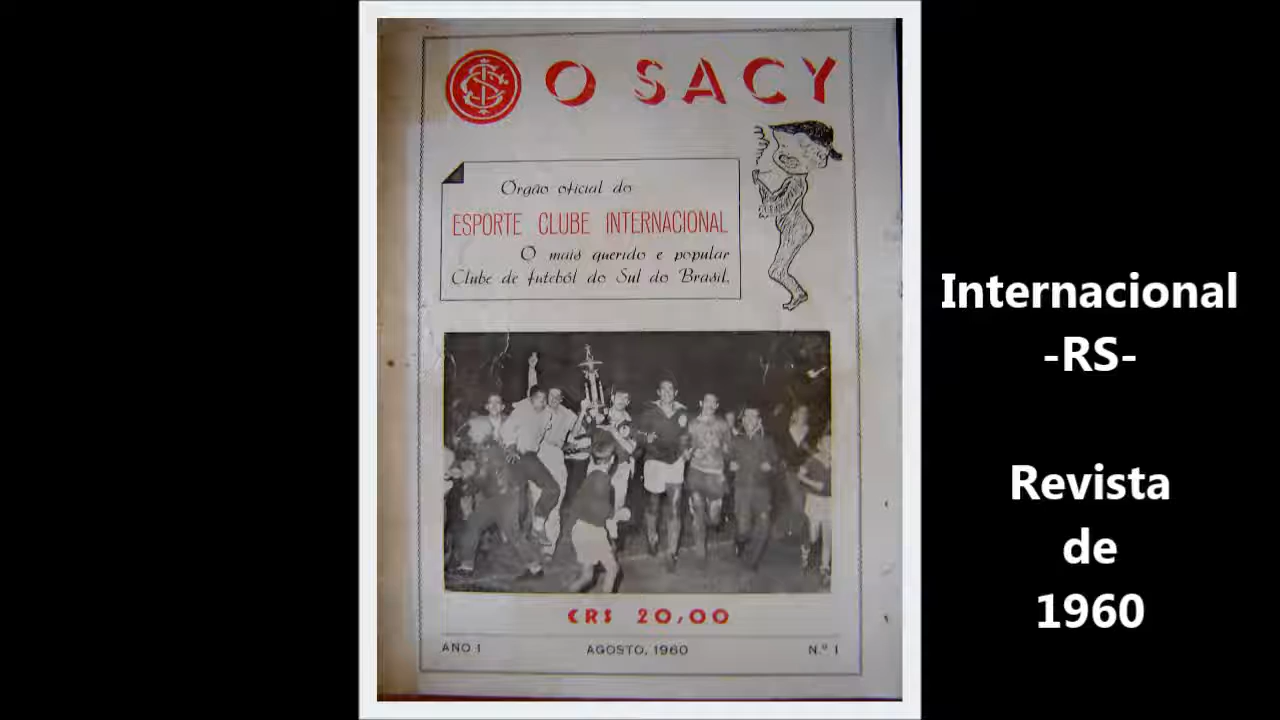 O SACY
Órgão oficial do
ESPORTE CLUBE INTERNACIONAL
O mais querido e popular
Clube de futeból do Sul do Brasil.
CR$ 20,00
ANO I AGOSTO, 1960 N.º 1
Internacional
-RS-
Revista
de
1960